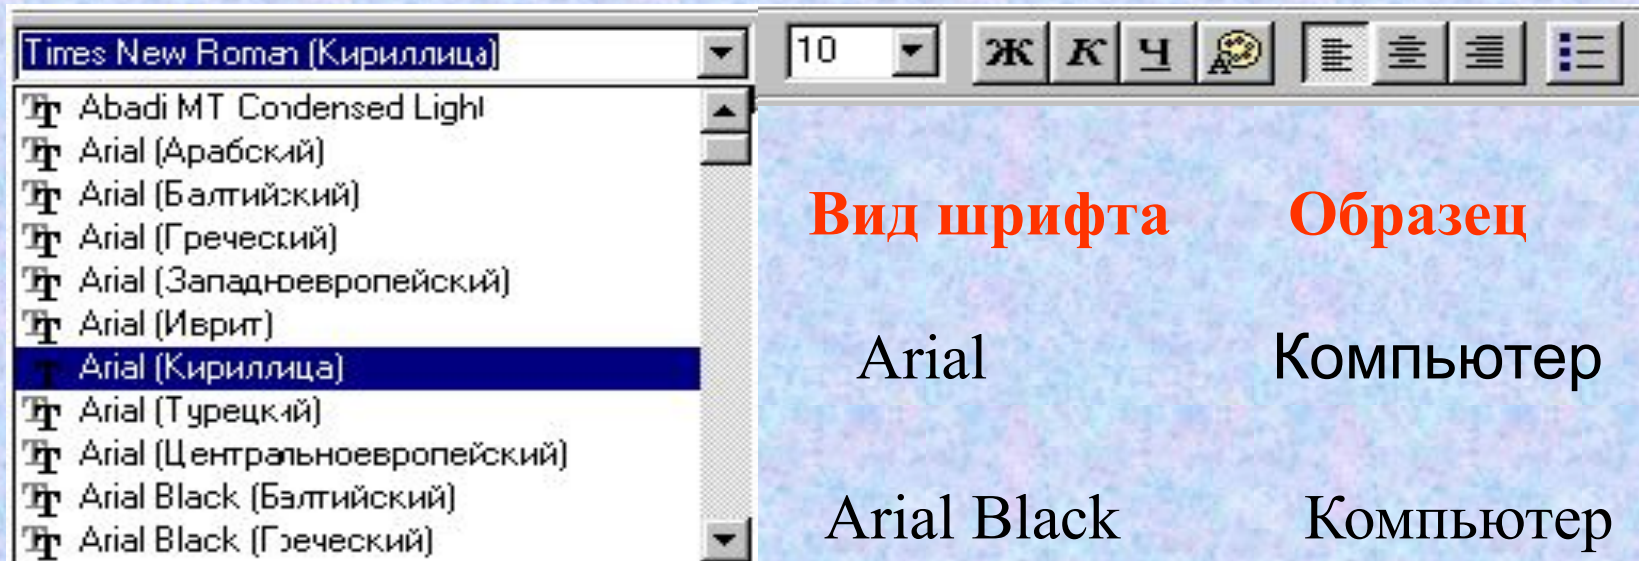 Times New Roman (Кириллица) 10 Ж К Ч
Abadi MT Condensed Light
Arial (Арабский)
Arial (Балтийский)
Arial (Греческий)
Arial (Западноевропейский)
Arial (Иврит)
Arial (Кириллица)
Arial (Турецкий)
Arial (Центральноевропейский)
Arial Black (Балтийский)
Arial Black (Греческий)
Вид шрифта Образец
Arial Компьютер
Arial Black Компьютер